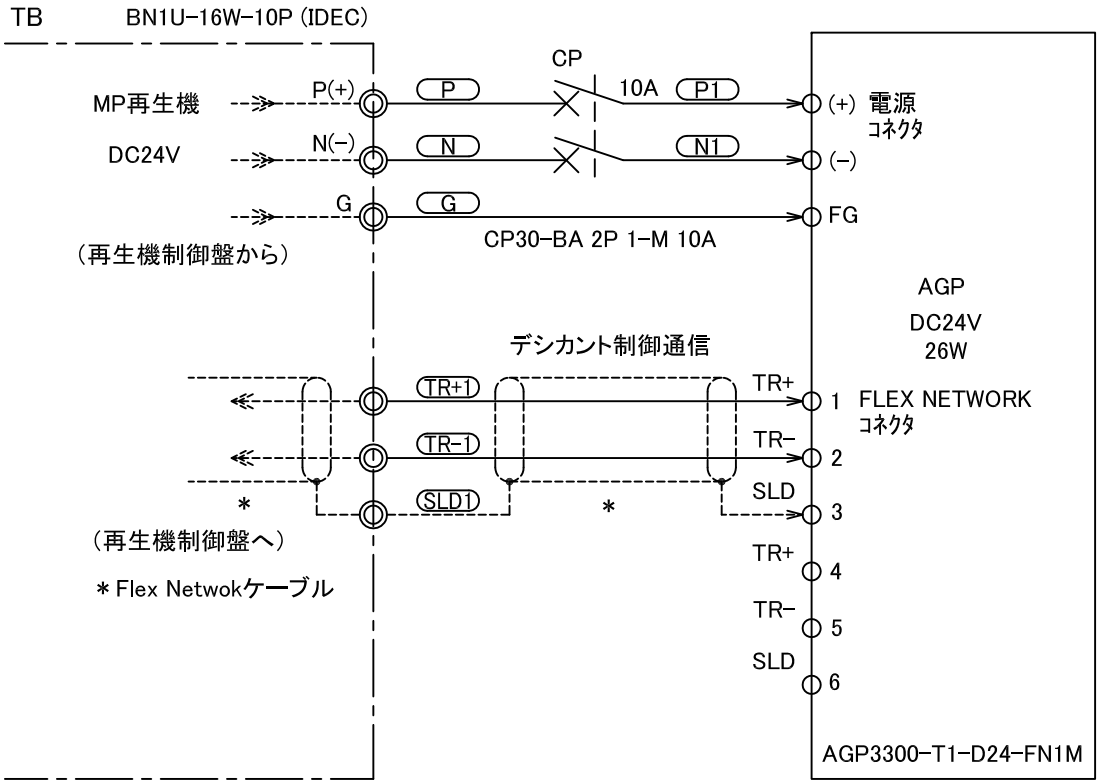 TB
BN1U-16W-10P (IDEC)
CP
MP再生機
P(+)
P
10A
P1
(+) 電源
コネクタ
DC24V
N(-)
N
N1
(-)
G
G
FG
(再生機制御盤から)
CP30-BA 2P 1-M 10A
AGP
DC24V
26W
デシカント制御通信
TR+1
TR+
1 FLEX NETWORK
コネクタ
TR-1
TR-
2
*
SLD1
*
SLD
3
(再生機制御盤へ)
* Flex Netwokケーブル
TR+
4
TR-
5
SLD
6
AGP3300-T1-D24-FN1M